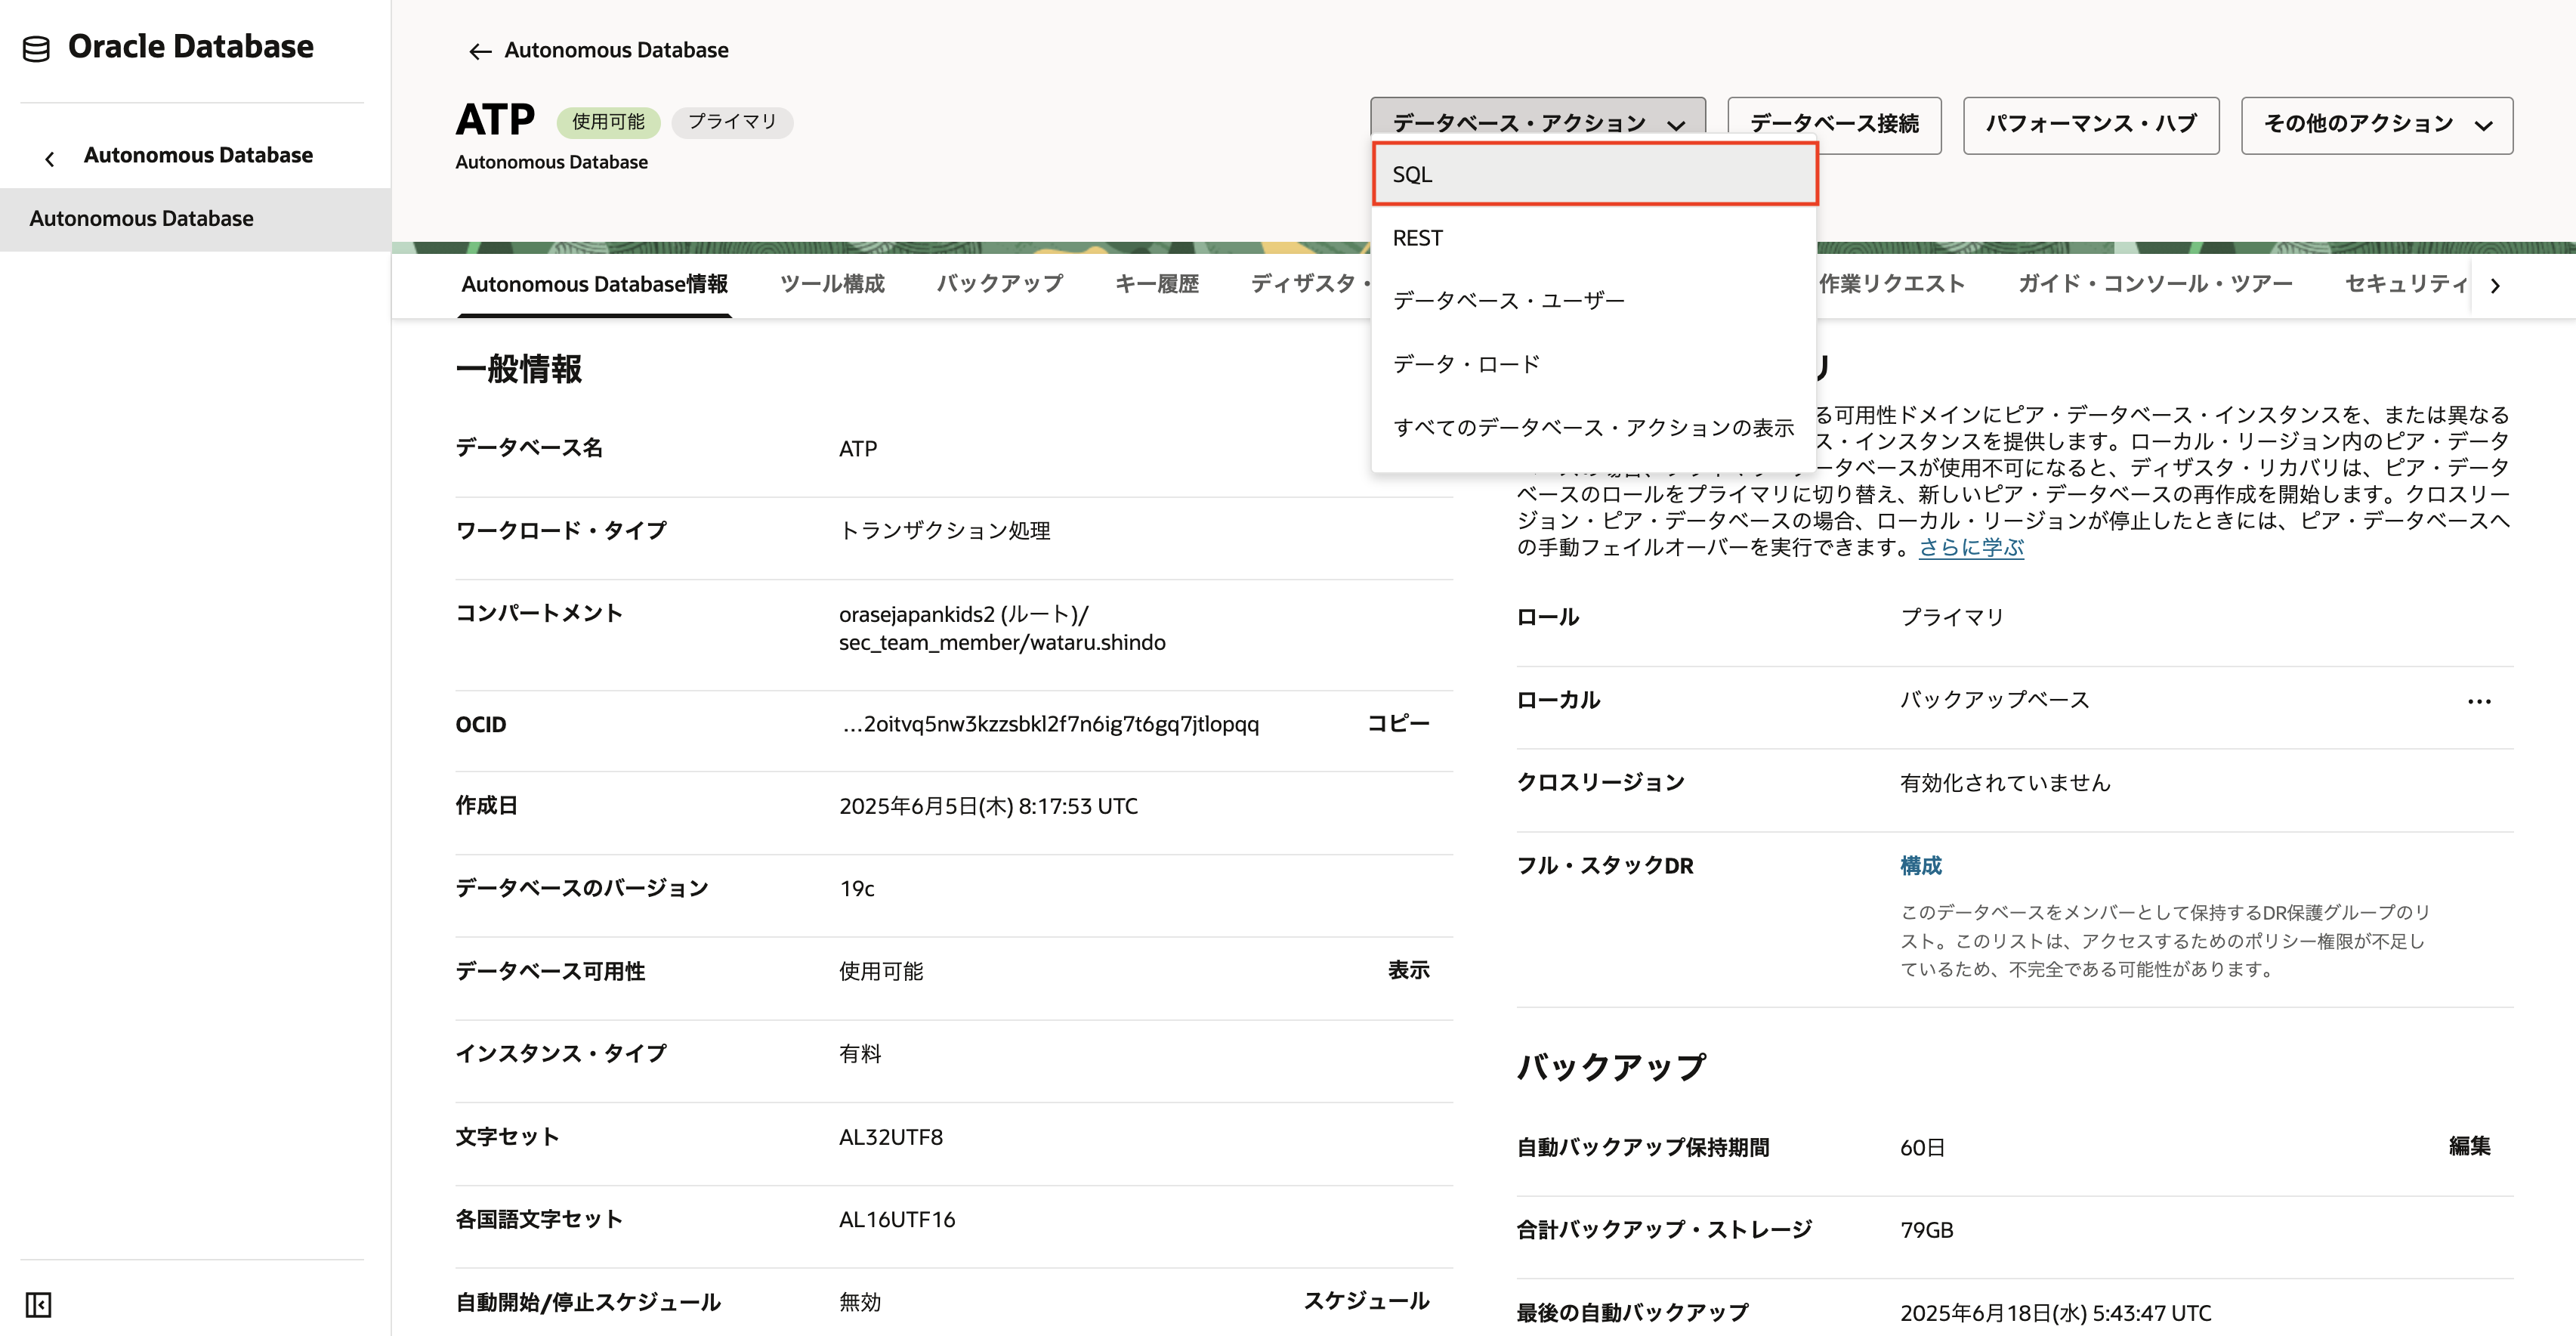 Oracle Database
Autonomous Database
Autonomous Database
Autonomous Database
ATP
使用可能
プライマリ
Autonomous Database
データベース・アクション
データベース接続
パフォーマンス・ハブ
その他のアクション
SQL
REST
データベース・ユーザー
データ・ロード
すべてのデータベース・アクションの表示
Autonomous Database情報
ツール構成
バックアップ
キー履歴
ディザスタ・
作業リクエスト
ガイド・コンソール・ツアー
セキュリティ
一般情報
データベース名
ATP
ワークロード・タイプ
トランザクション処理
コンパートメント
orasejapankids2 (ルート)/
sec_team_member/wataru.shindo
OCID
...2oitvq5nw3kzzsbkl2f7n6ig7t6gq7jtlopqq
コピー
作成日
2025年6月5日(木) 8:17:53 UTC
データベースのバージョン
19c
データベース可用性
使用可能
表示
インスタンス・タイプ
有料
文字セット
AL32UTF8
各国語文字セット
AL16UTF16
自動開始/停止スケジュール
無効
スケジュール
リ
る可用性ドメインにピア・データベース・インスタンスを、または異なる
ス・インスタンスを提供します。ローカル・リージョン内のピア・データ
ータベースが使用不可になると、ディザスタ・リカバリは、ピア・データ
ベースのロールをプライマリに切り替え、新しいピア・データベースの再作成を開始します。クロスリー
ジョン・ピア・データベースの場合、ローカル・リージョンが停止したときには、ピア・データベースへ
の手動フェイルオーバーを実行できます。さらに学ぶ
ロール
プライマリ
ローカル
バックアップベース
クロスリージョン
有効化されていません
フル・スタックDR
構成
このデータベースをメンバーとして保持するDR保護グループのリ
スト。このリストは、アクセスするためのポリシー権限が不足し
ているため、不完全である可能性があります。
バックアップ
自動バックアップ保持期間
60日
編集
合計バックアップ・ストレージ
79GB
最後の自動バックアップ
2025年6月18日(水) 5:43:47 UTC